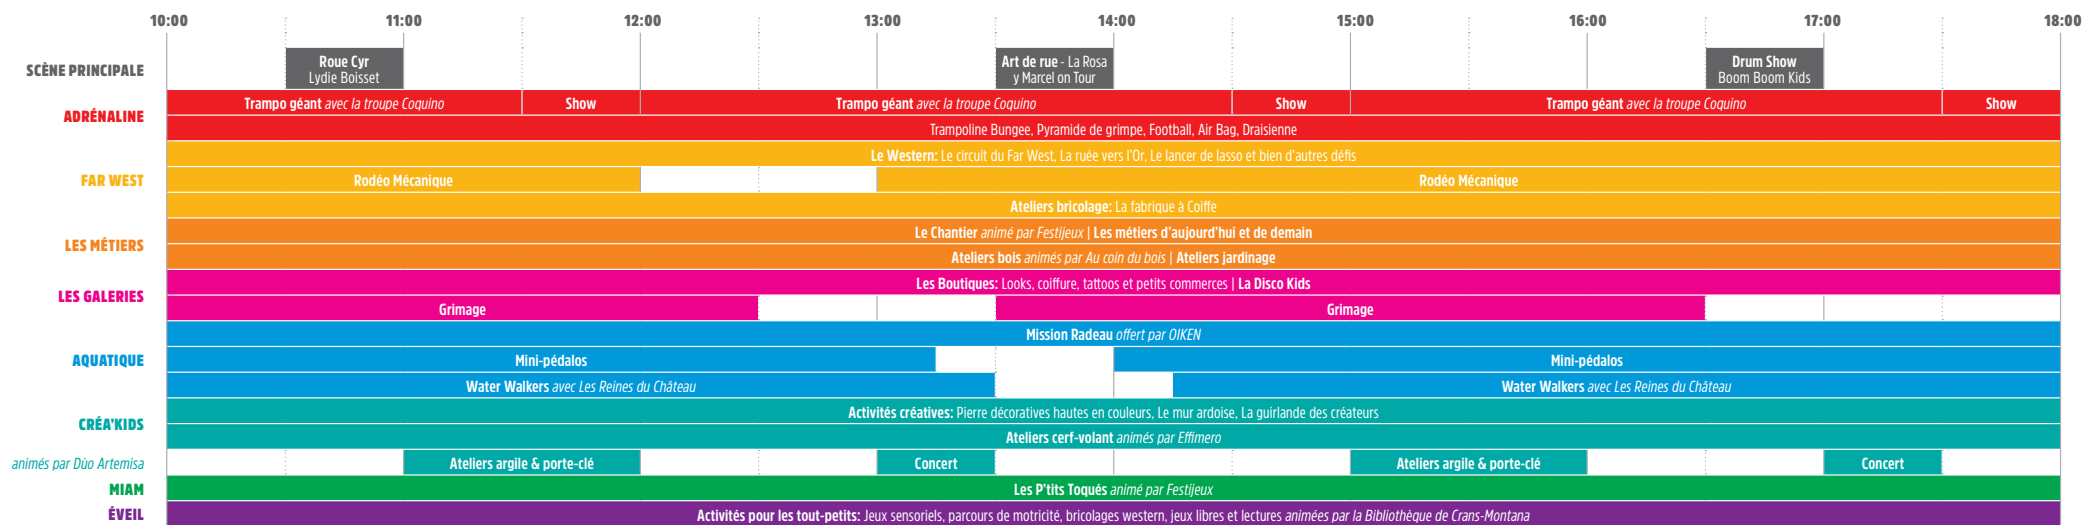 10:00 11:00 12:00 13:00 14:00 15:00 16:00 17:00 18:00
SCÈNE PRINCIPALE
Roue Cyr
Lydie Boisset
Art de rue - La Rosa
y Marcel on Tour
Drum Show
Boom Boom Kids
ADRÉNALINE
Trampo géant avec la troupe Coquino Show Trampo géant avec la troupe Coquino Show Trampo géant avec la troupe Coquino Show
Trampoline Bungee, Pyramide de grimpe, Football, Air Bag, Draisienne
FAR WEST
Le Western: Le circuit du Far West, La ruée vers l'Or, Le lancer de lasso et bien d'autres défis
Rodéo Mécanique Rodéo Mécanique
Ateliers bricolage: La fabrique à Coiffe
LES MÉTIERS
Le Chantier animé par Festijeux | Les métiers d'aujourd'hui et de demain
Ateliers bois animés par Au coin du bois | Ateliers jardinage
LES GALERIES
Les Boutiques: Looks, coiffure, tattoos et petits commerces | La Disco Kids
Grimage Grimage
AQUATIQUE
Mission Radeau offert par OIKEN
Mini-pédalos Mini-pédalos
Water Walkers avec Les Reines du Château Water Walkers avec Les Reines du Château
CRÉA'KIDS
Activités créatives: Pierre décoratives hautes en couleurs, Le mur ardoise, La guirlande des créateurs
Ateliers cerf-volant animés par Effimero
animés par Dùo Artemisa Ateliers argile & porte-clé Concert Ateliers argile & porte-clé Concert
MIAM Les P'tits Toqués animé par Festijeux
ÉVEIL Activités pour les tout-petits: Jeux sensoriels, parcours de motricité, bricolages western, jeux libres et lectures animées par la Bibliothèque de Crans-Montana